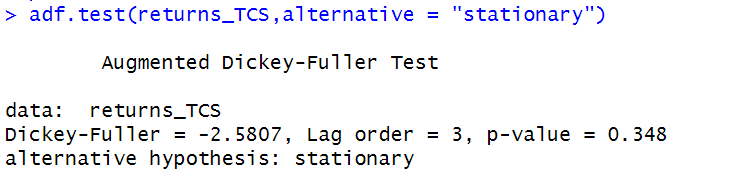 > adf.test(returns_TCS,alternative = "stationary")
Augmented Dickey-Fuller Test
data:  returns_TCS
Dickey-Fuller = -2.5807, Lag order = 3, p-value = 0.348
alternative hypothesis: stationary